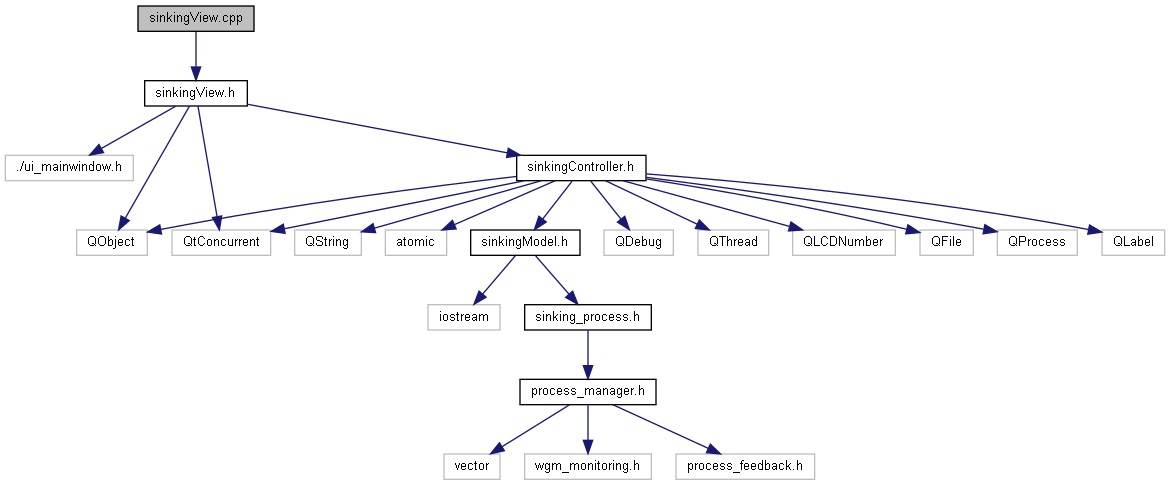 sinkingView.cpp
sinkingView.h
./ui_mainwindow.h
sinkingController.h
QObject
QtConcurrent
QString
atomic
sinkingModel.h
QDebug
QThread
QLCDNumber
QFile
QProcess
QLabel
iostream
sinking_process.h
process_manager.h
vector
wgm_monitoring.h
process_feedback.h